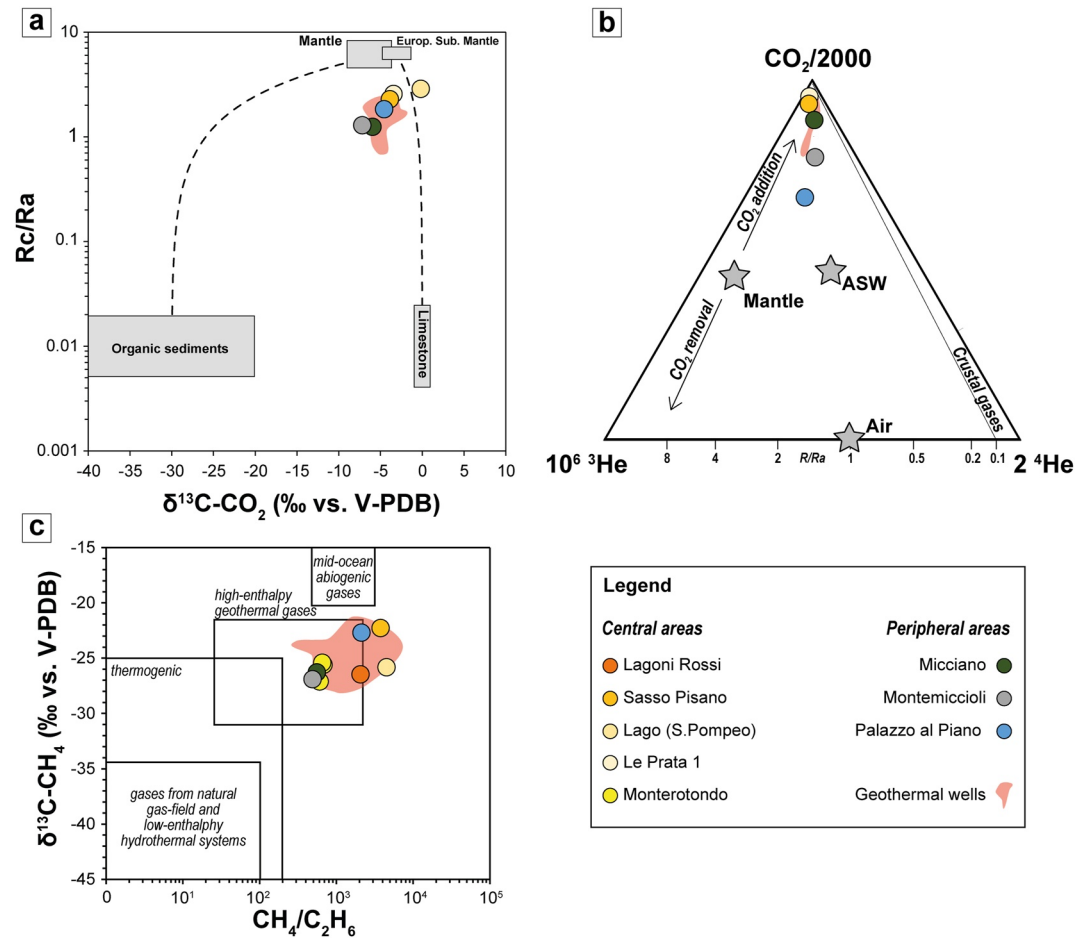 a
10
1
0.1
0.01
0.001
Rc/Ra
Mantle
Europ. Sub. Mantle
Organic sediments
Limestone
-40 -35 -30 -25 -20 -15 -10 -5 0 5 10
δ¹³C-CO₂ (‰ vs. V-PDB)
b
CO₂/2000
CO₂ addition
CO₂ removal
Mantle
ASW
Air
Crustal gases
10⁶ ³He
8 4 2 R/Ra 1 0.5 0.2 0.1
2 ⁴He
c
-15
-20
-25
-30
-35
-40
-45
δ¹³C-CH₄ (‰ vs. V-PDB)
mid-ocean
abiogenic
gases
high-enthalpy
geothermal gases
thermogenic
gases from natural
gas-field and
low-enthalphy
hydrothermal systems
0 10¹ 10² 10³ 10⁴ 10⁵
CH₄/C₂H₆
Legend
Central areas
Lagoni Rossi
Sasso Pisano
Lago (S.Pompeo)
Le Prata 1
Monterotondo
Peripheral areas
Micciano
Montemiccioli
Palazzo al Piano
Geothermal wells